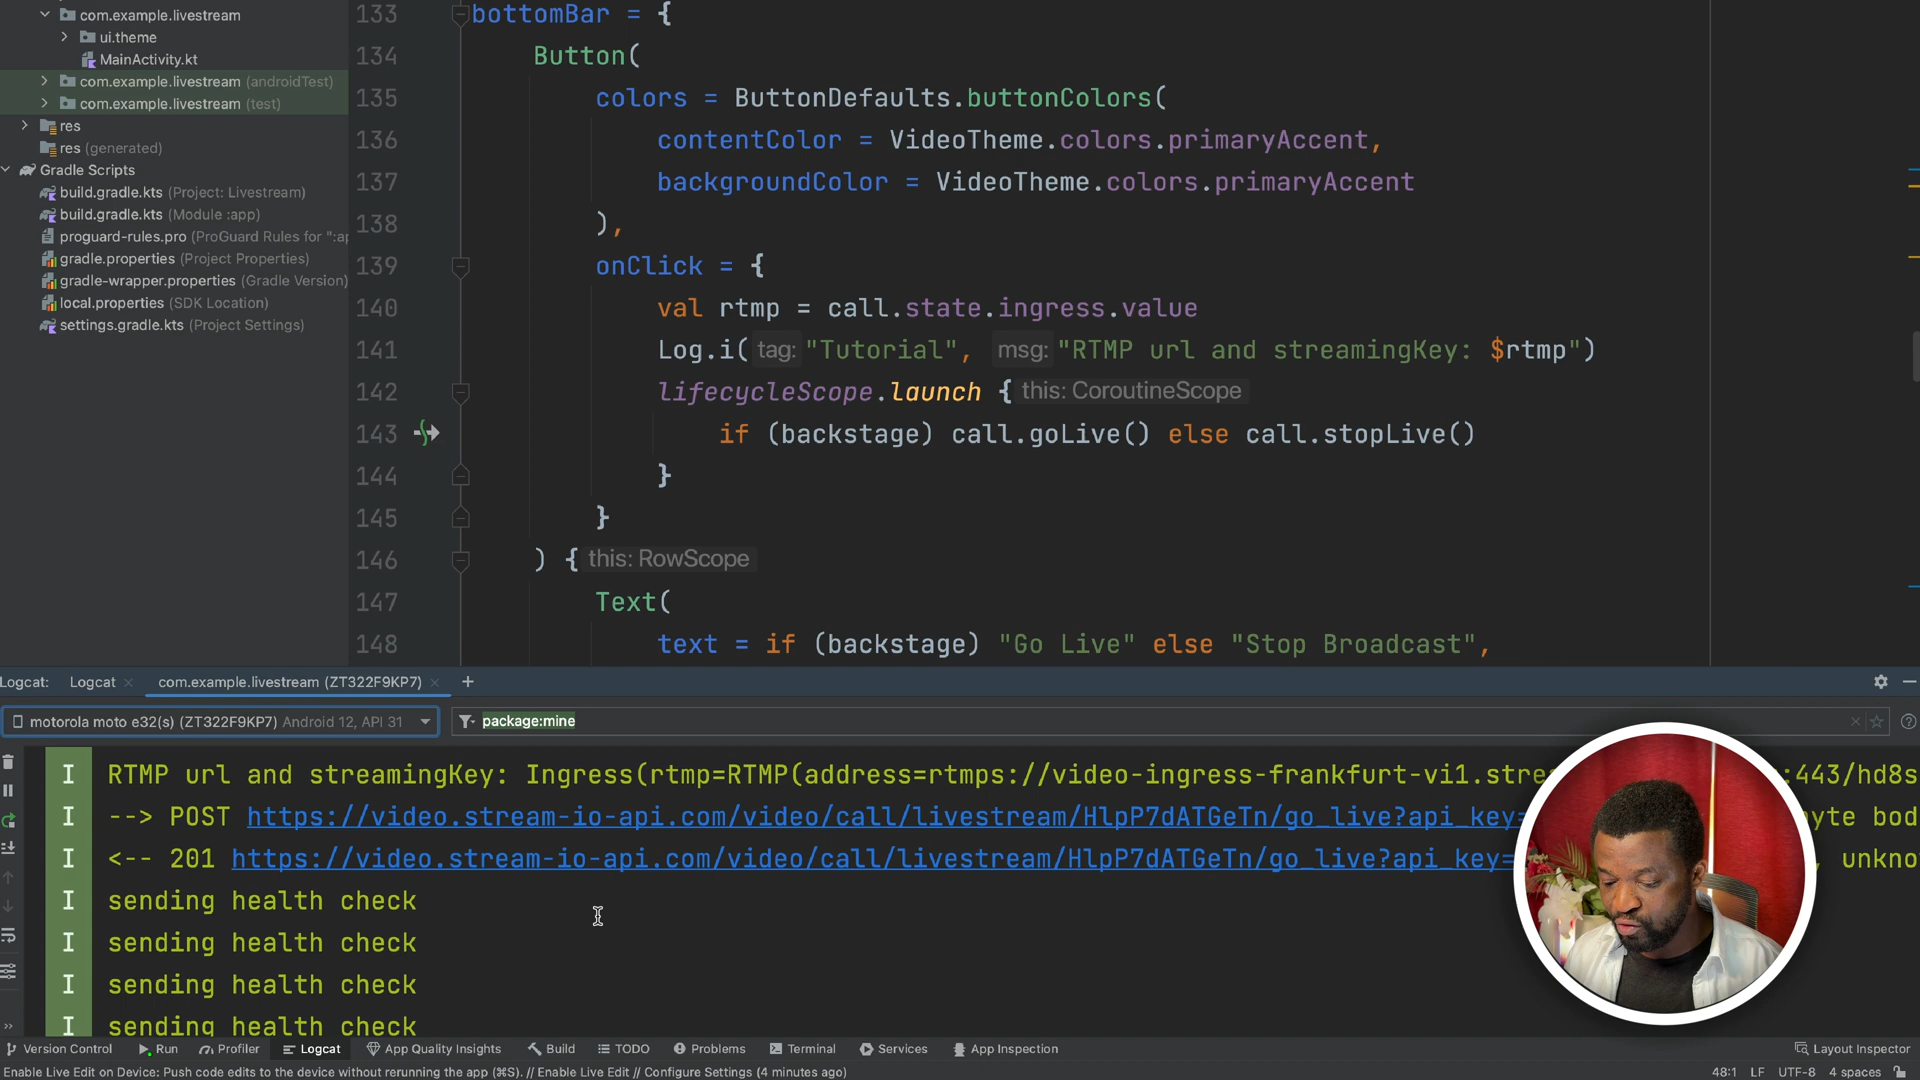 com.example.livestream
ui.theme
MainActivity.kt
com.example.livestream (androidTest)
com.example.livestream (test)
res
res (generated)
Gradle Scripts
build.gradle.kts (Project: Livestream)
build.gradle.kts (Module :app)
proguard-rules.pro (ProGuard Rules for ":ap
gradle.properties (Project Properties)
gradle-wrapper.properties (Gradle Version)
local.properties (SDK Location)
settings.gradle.kts (Project Settings)
133 bottomBar = {
134 Button(
135 colors = ButtonDefaults.buttonColors(
136 contentColor = VideoTheme.colors.primaryAccent,
137 backgroundColor = VideoTheme.colors.primaryAccent
138 ),
139 onClick = {
140 val rtmp = call.state.ingress.value
141 Log.i( tag: "Tutorial", msg: "RTMP url and streamingKey: $rtmp")
142 lifecycleScope.launch { this: CoroutineScope
143 if (backstage) call.goLive() else call.stopLive()
144 }
145 }
146 ) { this: RowScope
147 Text(
148 text = if (backstage) "Go Live" else "Stop Broadcast",
Logcat: Logcat com.example.livestream (ZT322F9KP7)
motorola moto e32(s) (ZT322F9KP7) Android 12, API 31 package:mine
I RTMP url and streamingKey: Ingress(rtmp=RTMP(address=rtmps://video-ingress-frankfurt-vi1.stre :443/hd8s
I --> POST https://video.stream-io-api.com/video/call/livestream/HlpP7dATGeTn/go_live?api_key= yte bod
I <-- 201 https://video.stream-io-api.com/video/call/livestream/HlpP7dATGeTn/go_live?api_key= , unkno
I sending health check
I sending health check
I sending health check
I sending health check
Version Control Run Profiler Logcat App Quality Insights Build TODO Problems Terminal Services App Inspection Layout Inspector
Enable Live Edit on Device: Push code edits to the device without rerunning the app (⌘S). // Enable Live Edit // Configure Settings (4 minutes ago) 48:1 LF UTF-8 4 spaces